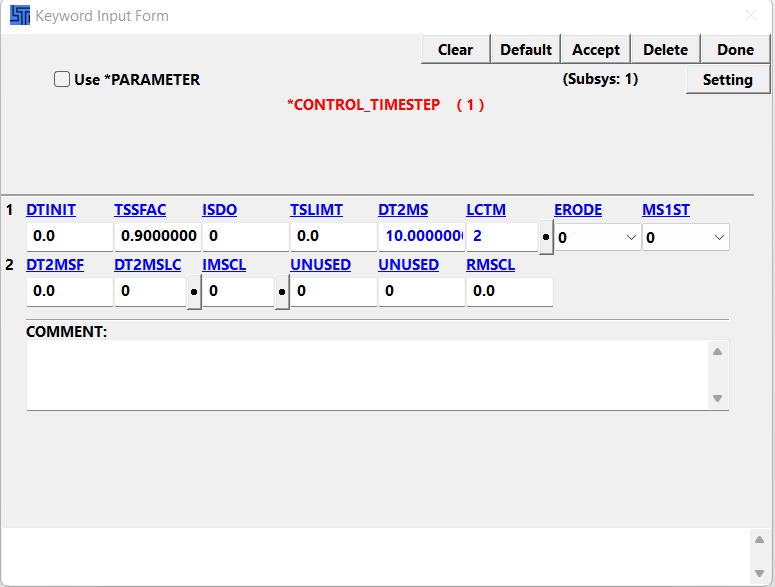 Keyword Input Form
Clear Default Accept Delete Done
Use *PARAMETER (Subsys: 1) Setting
*CONTROL_TIMESTEP (1)
1 DTINIT TSSFAC ISDO TSLIMT DT2MS LCTM ERODE MS1ST
0.0 0.9000000 0 0.0 10.0000000 2 0 0
2 DT2MSF DT2MSLC IMSCL UNUSED UNUSED RMSCL
0.0 0 0 0 0 0.0
COMMENT: